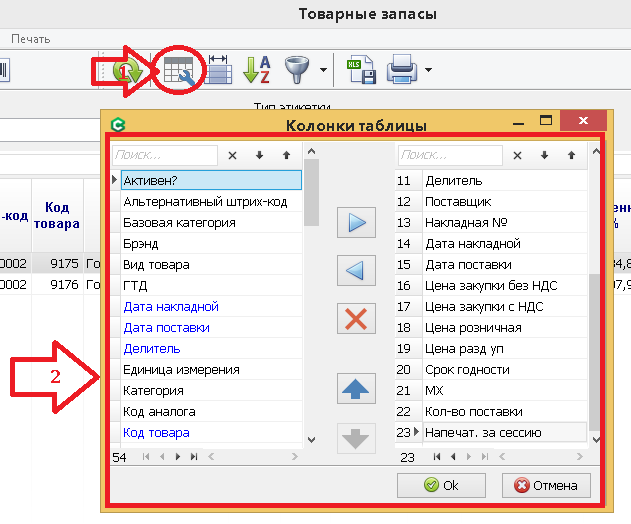 Товарные запасы
Печать
1
A
Z
XLS
Тип этикетки
Колонки таблицы
Поиск...
Поиск...
-код
Код
товара
0002 9175 Го
0002 9176 Го
%
34,8
07,9
2
Активен?
Альтернативный штрих-код
Базовая категория
Брэнд
Вид товара
ГТД
Дата накладной
Дата поставки
Делитель
Единица измерения
Категория
Код аналога
Код товара
54
11 Делитель
12 Поставщик
13 Накладная №
14 Дата накладной
15 Дата поставки
16 Цена закупки без НДС
17 Цена закупки с НДС
18 Цена розничная
19 Цена разд уп
20 Срок годности
21 МХ
22 Кол-во поставки
23 Напечат. за сессию
23
Ok
Отмена